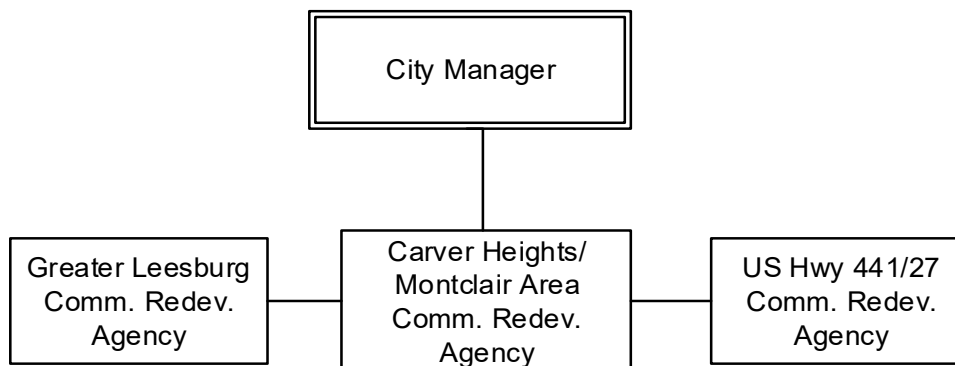 City Manager
Greater Leesburg
Comm. Redev.
Agency
Carver Heights/
Montclair Area
Comm. Redev.
Agency
US Hwy 441/27
Comm. Redev.
Agency